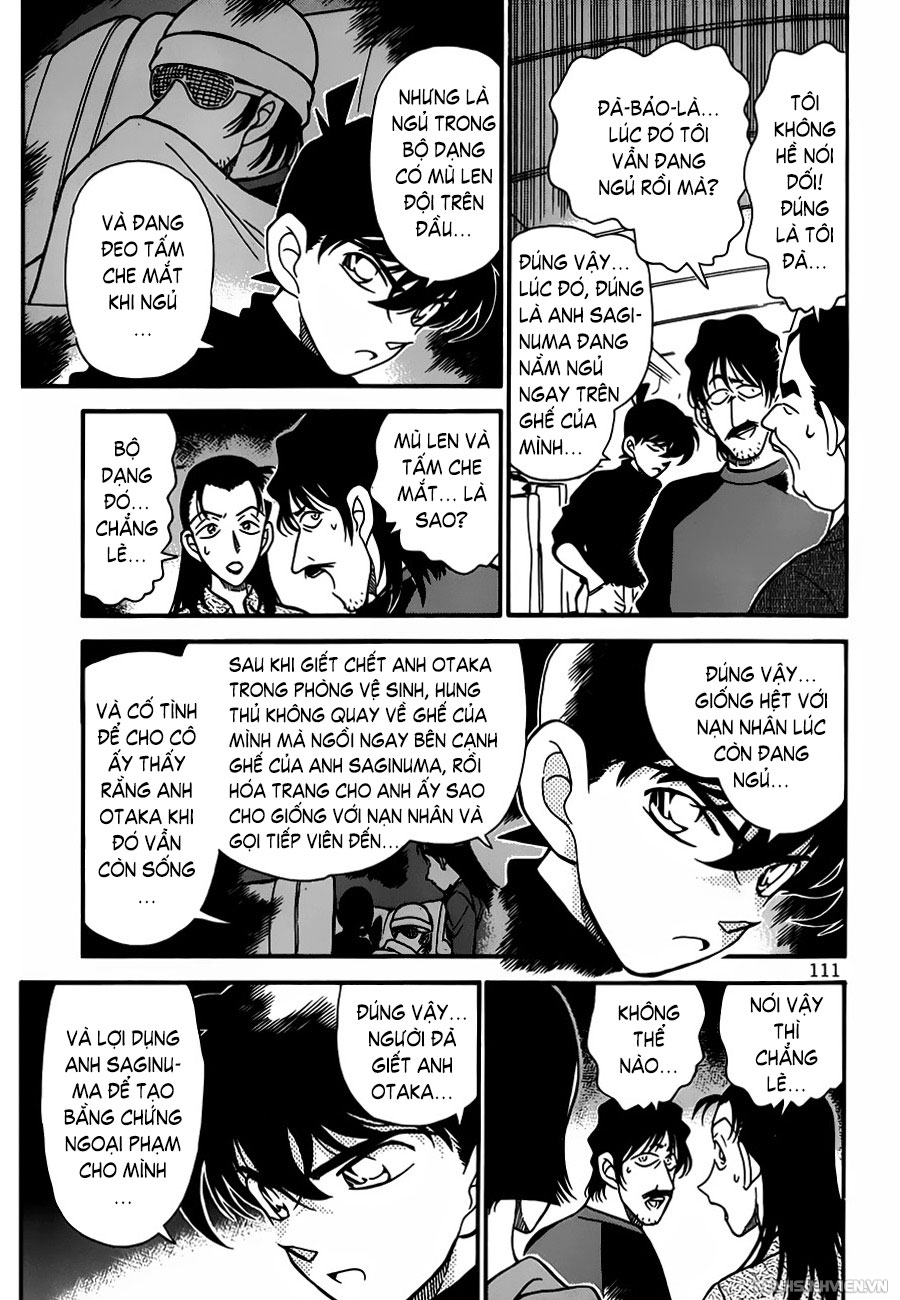 TÔI
KHÔNG
HỀ NÓI
DỐI!
ĐÚNG
LÀ TÔI
ĐÃ...
ĐÃ-BẢO-LÀ...
LÚC ĐÓ TÔI
VẪN ĐANG
NGỦ RỒI MÀ?
ĐÚNG VẬY...
LÚC ĐÓ, ĐÚNG
LÀ ANH SAGI-
NUMA ĐANG
NẰM NGỦ
NGAY TRÊN
GHẾ CỦA
MÌNH...
NHƯNG LÀ
NGỦ TRONG
BỘ DẠNG
CÓ MŨ LEN
ĐỘI TRÊN
ĐẦU...
VÀ ĐANG
ĐEO TẤM
CHE MẮT
KHI NGỦ
...
MŨ LEN VÀ
TẤM CHE
MẮT... LÀ
SAO?
BỘ
DẠNG
ĐÓ...
CHẲNG
LẼ...
ĐÚNG VẬY...
GIỐNG HỆT VỚI
NẠN NHÂN LÚC
CÒN ĐANG
NGỦ...
SAU KHI GIẾT CHẾT ANH OTAKA
TRONG PHÒNG VỆ SINH, HUNG
THỦ KHÔNG QUAY VỀ GHẾ CỦA
MÌNH MÀ NGỒI NGAY BÊN CẠNH
GHẾ CỦA ANH SAGINUMA, RỒI
HÓA TRANG CHO ANH ẤY SAO
CHO GIỐNG VỚI NẠN NHÂN VÀ
GỌI TIẾP VIÊN ĐẾN...
VÀ CỐ TÌNH
ĐỂ CHO CÔ
ẤY THẤY
RẰNG ANH
OTAKA KHI
ĐÓ VẪN
CÒN SỐNG
...
111
NÓI VẬY
THÌ
CHẲNG
LẼ...
KHÔNG
THỂ
NÀO...
ĐÚNG VẬY...
NGƯỜI ĐÃ
GIẾT ANH
OTAKA...
VÀ LỢI DỤNG
ANH SAGINU-
MA ĐỂ TẠO
BẰNG CHỨNG
NGOẠI PHẠM
CHO MÌNH
...